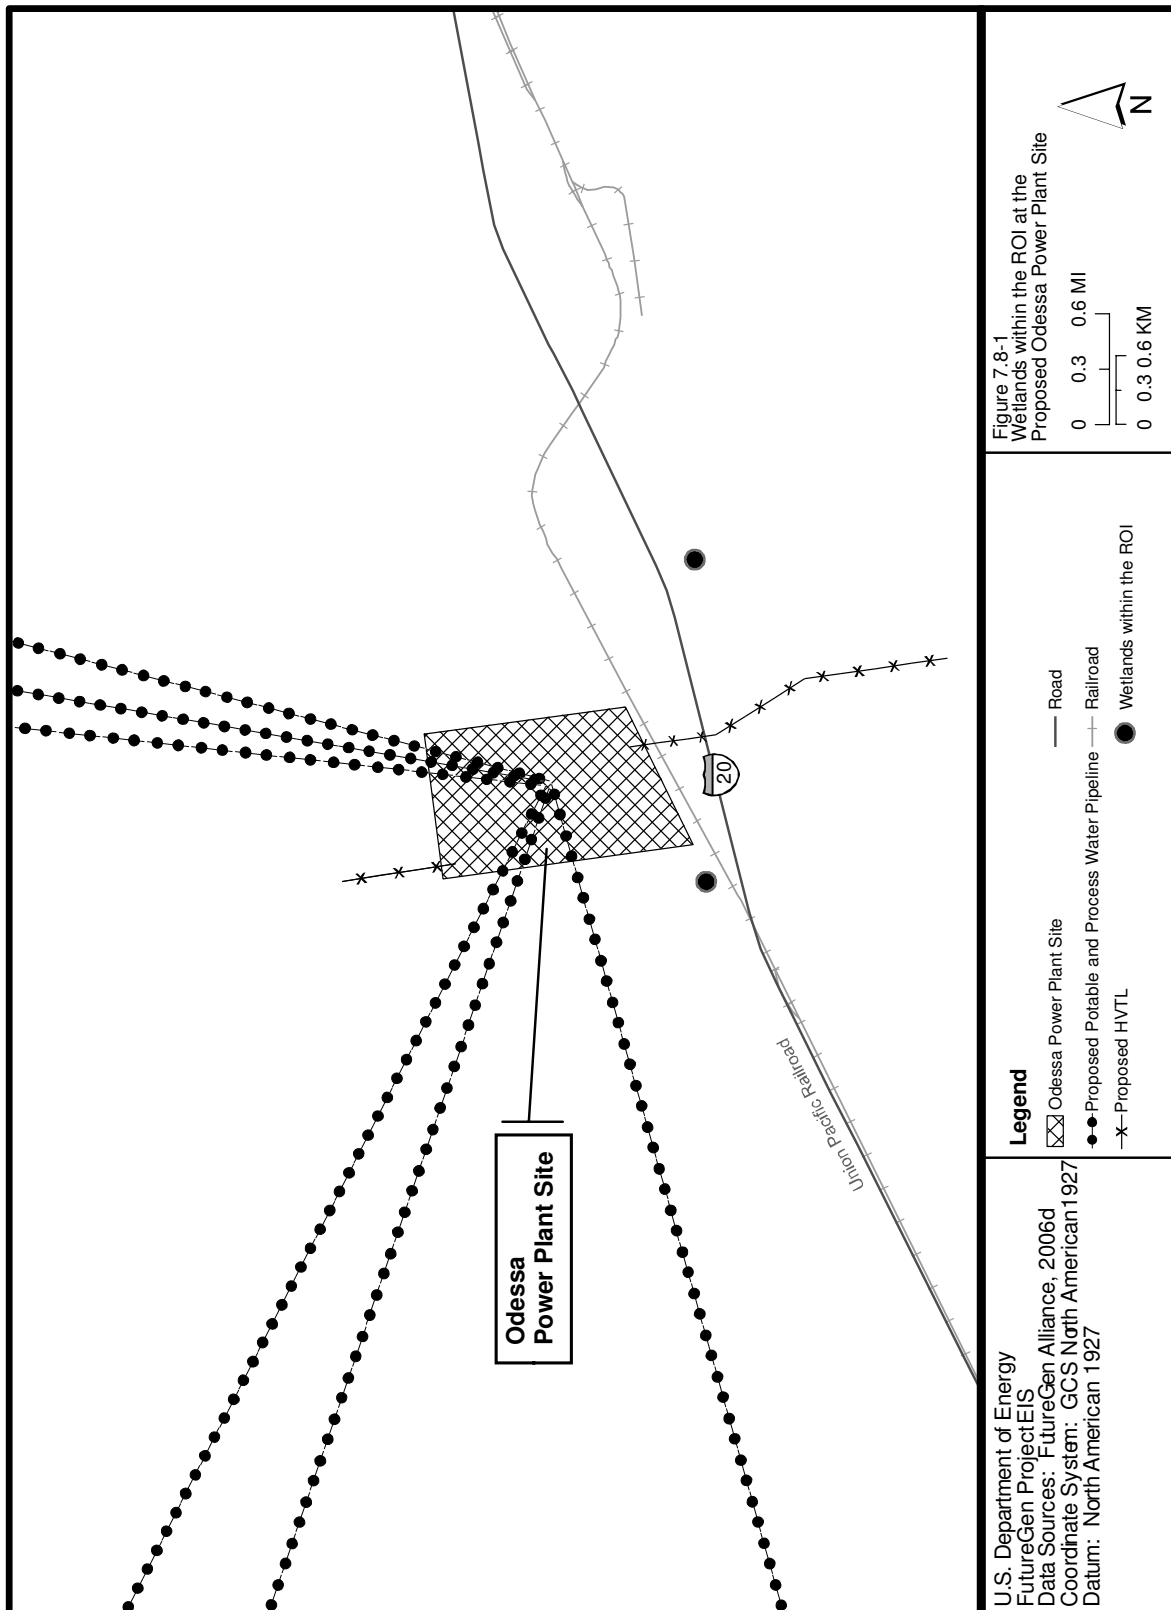 Odessa
Power Plant Site
Union Pacific Railroad
20
U.S. Department of Energy
FutureGen Project EIS
Data Sources: FutureGen Alliance, 2006d
Coordinate System: GCS North American 1927
Datum: North American 1927
Legend
Odessa Power Plant Site
Proposed Potable and Process Water Pipeline
Proposed HVTL
Road
Railroad
Wetlands within the ROI
Figure 7.8-1
Wetlands within the ROI at the
Proposed Odessa Power Plant Site
0 0.3 0.6 MI
0 0.3 0.6 KM
N